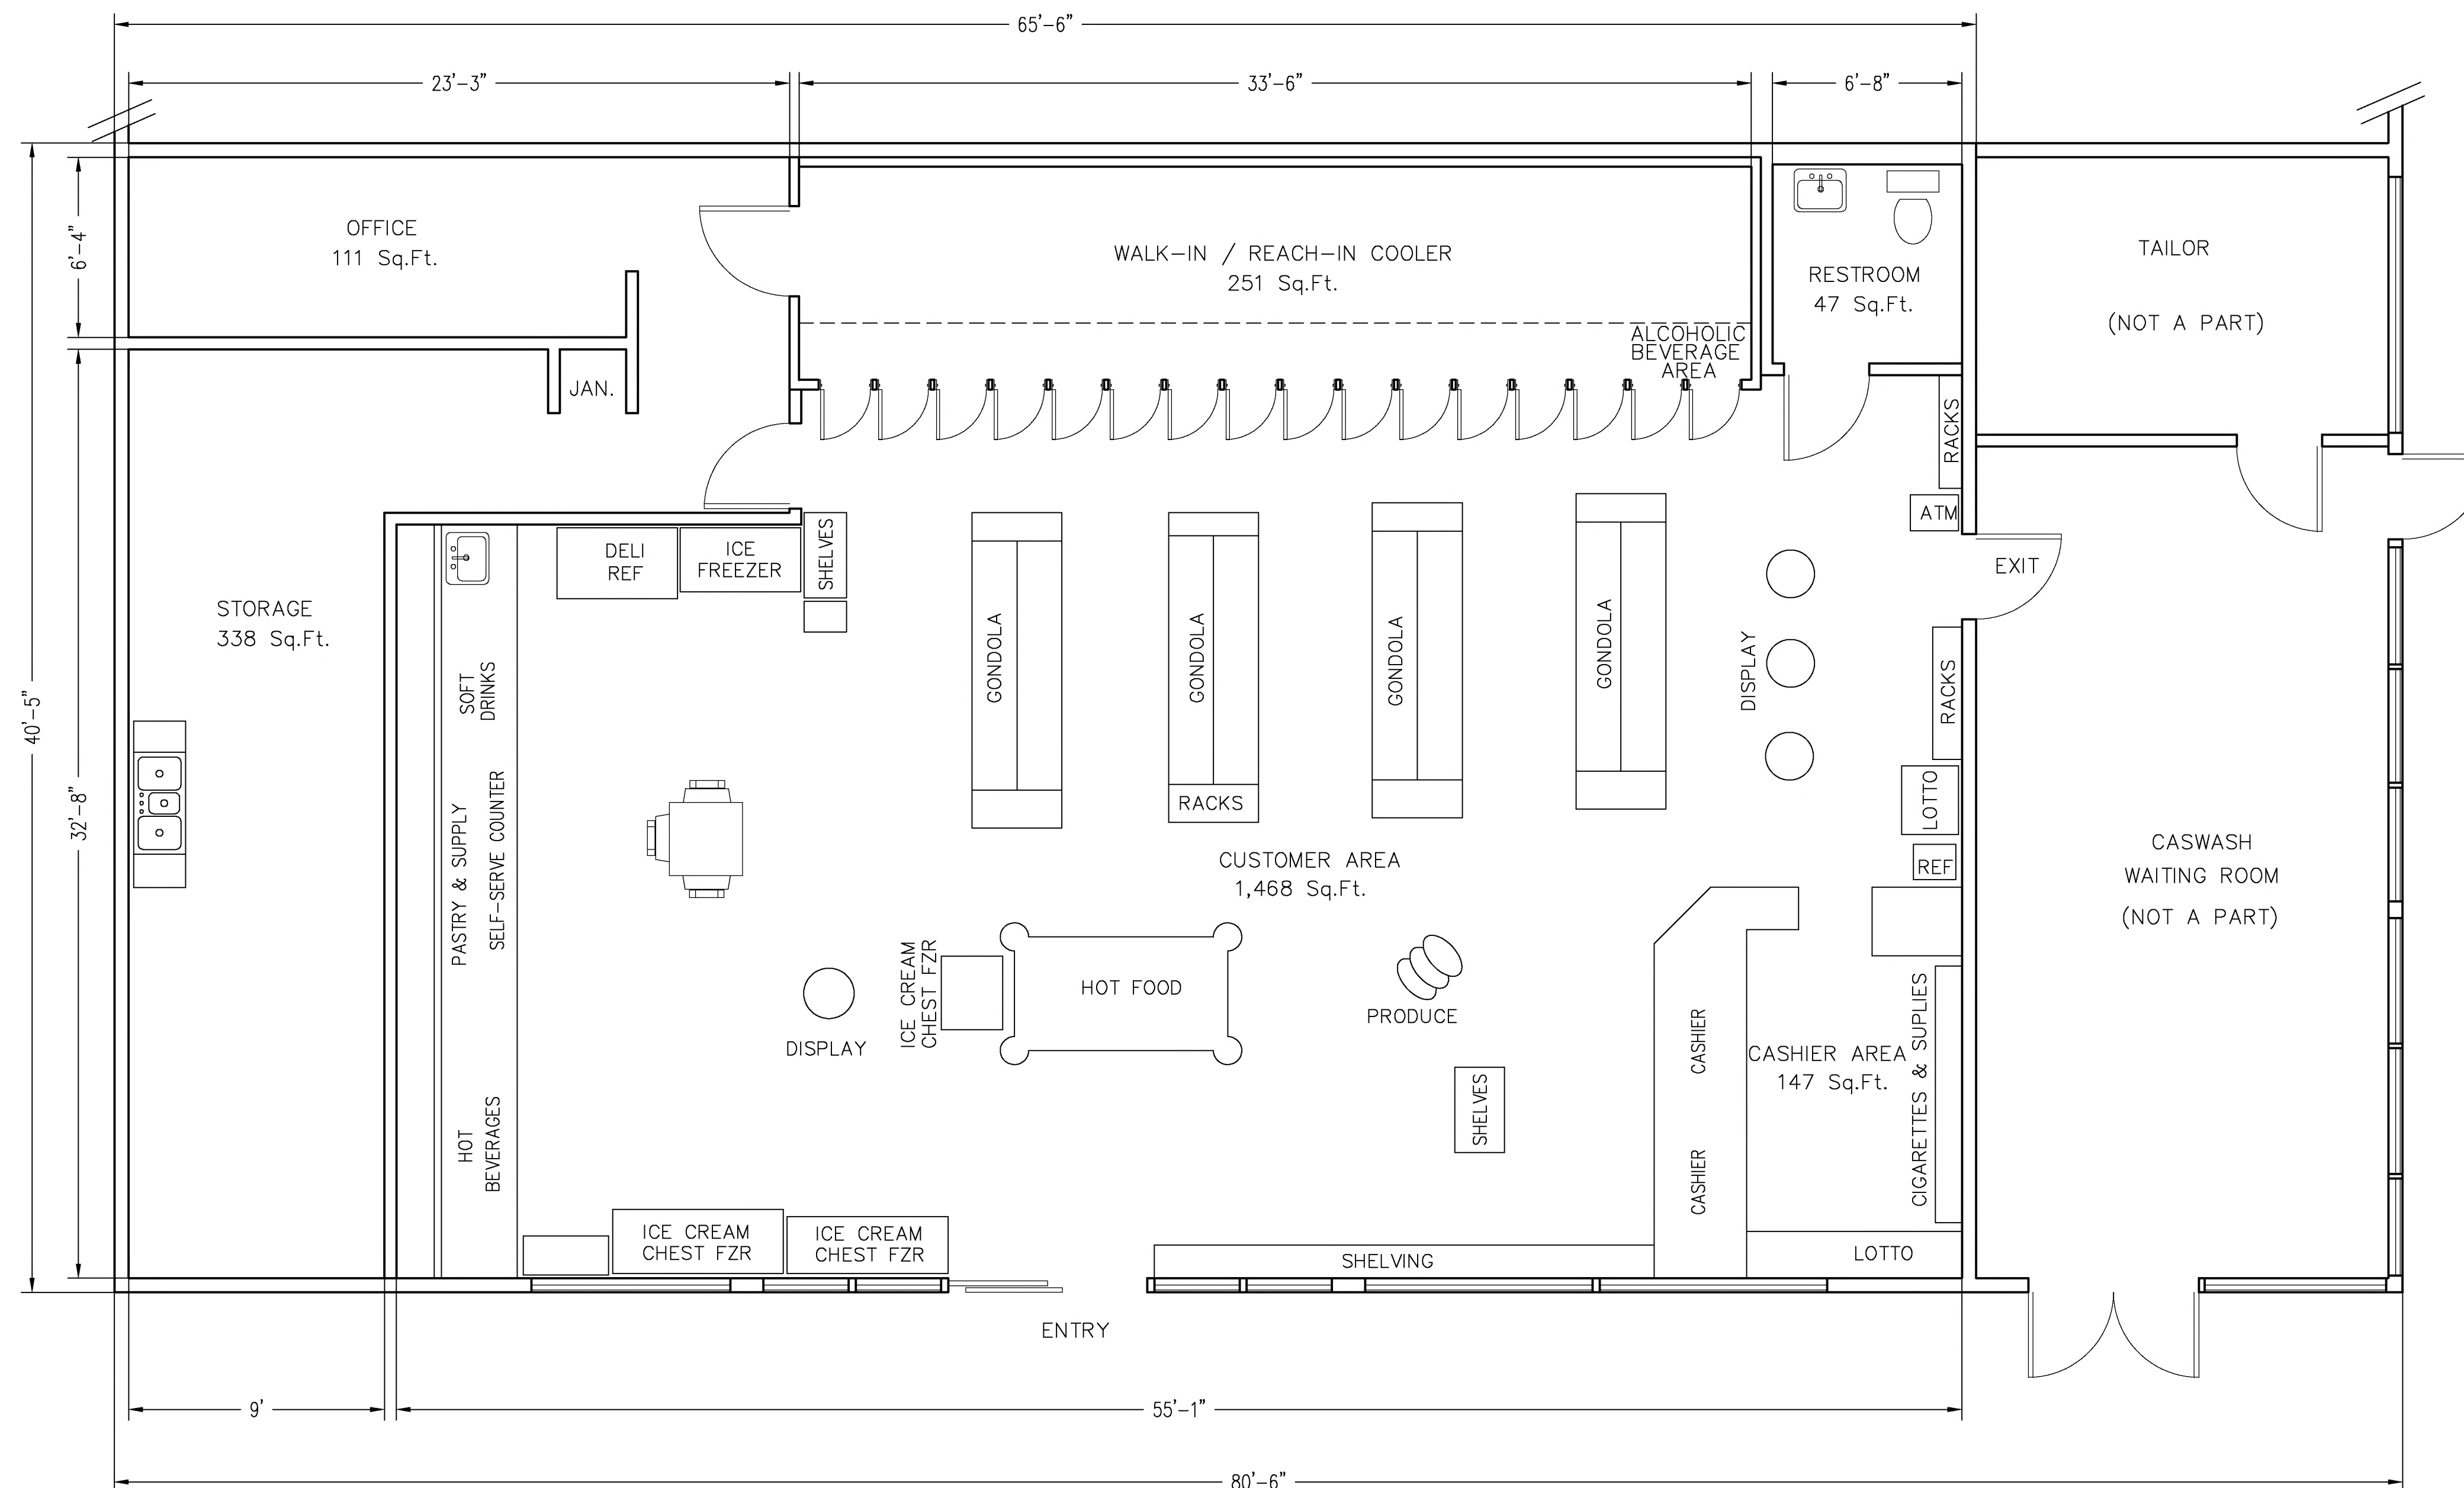 65'-6"
23'-3"
33'-6"
6'-8"
6'-4"
OFFICE
111 Sq.Ft.
WALK-IN / REACH-IN COOLER
251 Sq.Ft.
RESTROOM
47 Sq.Ft.
TAILOR
(NOT A PART)
ALCOHOLIC
BEVERAGE
AREA
JAN.
RACKS
ATM
EXIT
DELI
REF
ICE
FREEZER
SHELVES
STORAGE
338 Sq.Ft.
GONDOLA
GONDOLA
GONDOLA
GONDOLA
DISPLAY
RACKS
SOFT
DRINKS
40'-5"
32'-8"
PASTRY & SUPPLY
SELF-SERVE COUNTER
RACKS
LOTTO
REF
CUSTOMER AREA
1,468 Sq.Ft.
CASWASH
WAITING ROOM
(NOT A PART)
ICE CREAM
CHEST FZR
HOT FOOD
PRODUCE
DISPLAY
CASHIER
CASHIER AREA
147 Sq.Ft.
CIGARETTES & SUPLIES
SHELVES
HOT
BEVERAGES
CASHIER
ICE CREAM
CHEST FZR
ICE CREAM
CHEST FZR
SHELVING
LOTTO
ENTRY
9'
55'-1"
80'-6"